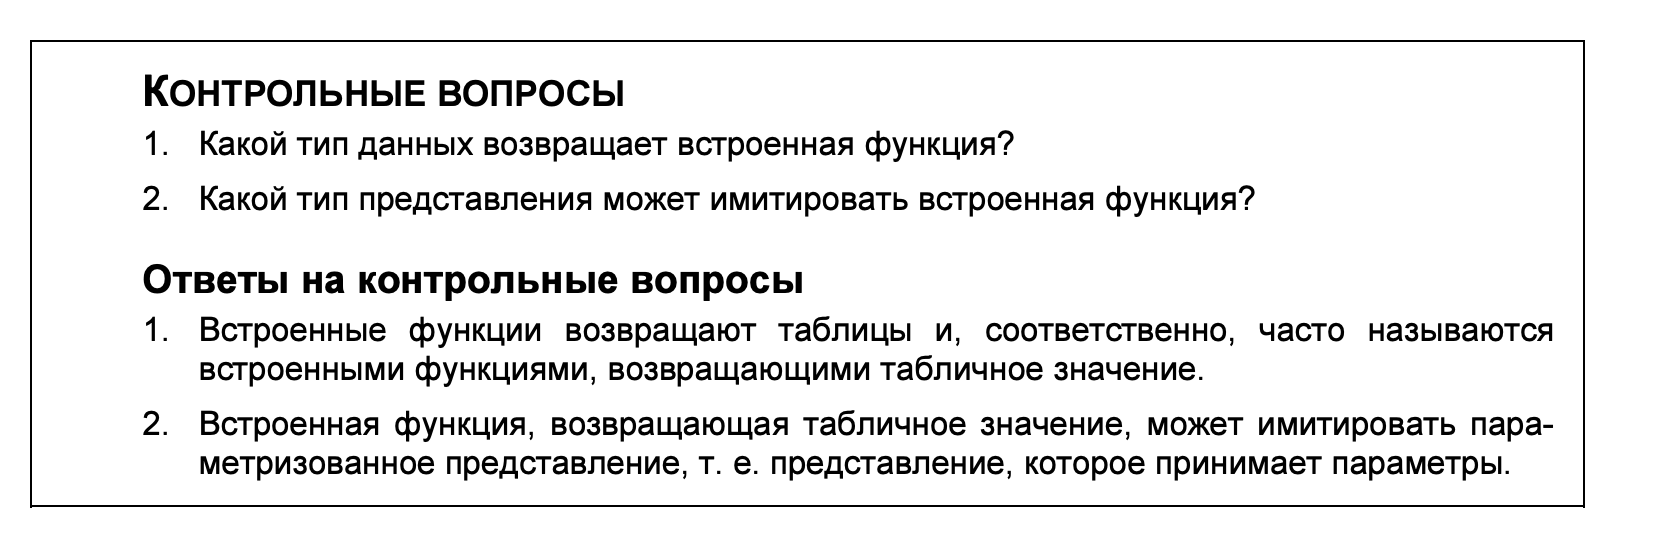 КОНТРОЛЬНЫЕ ВОПРОСЫ
1. Какой тип данных возвращает встроенная функция?
2. Какой тип представления может имитировать встроенная функция?
Ответы на контрольные вопросы
1. Встроенные функции возвращают таблицы и, соответственно, часто называются
встроенными функциями, возвращающими табличное значение.
2. Встроенная функция, возвращающая табличное значение, может имитировать пара-
метризованное представление, т. е. представление, которое принимает параметры.